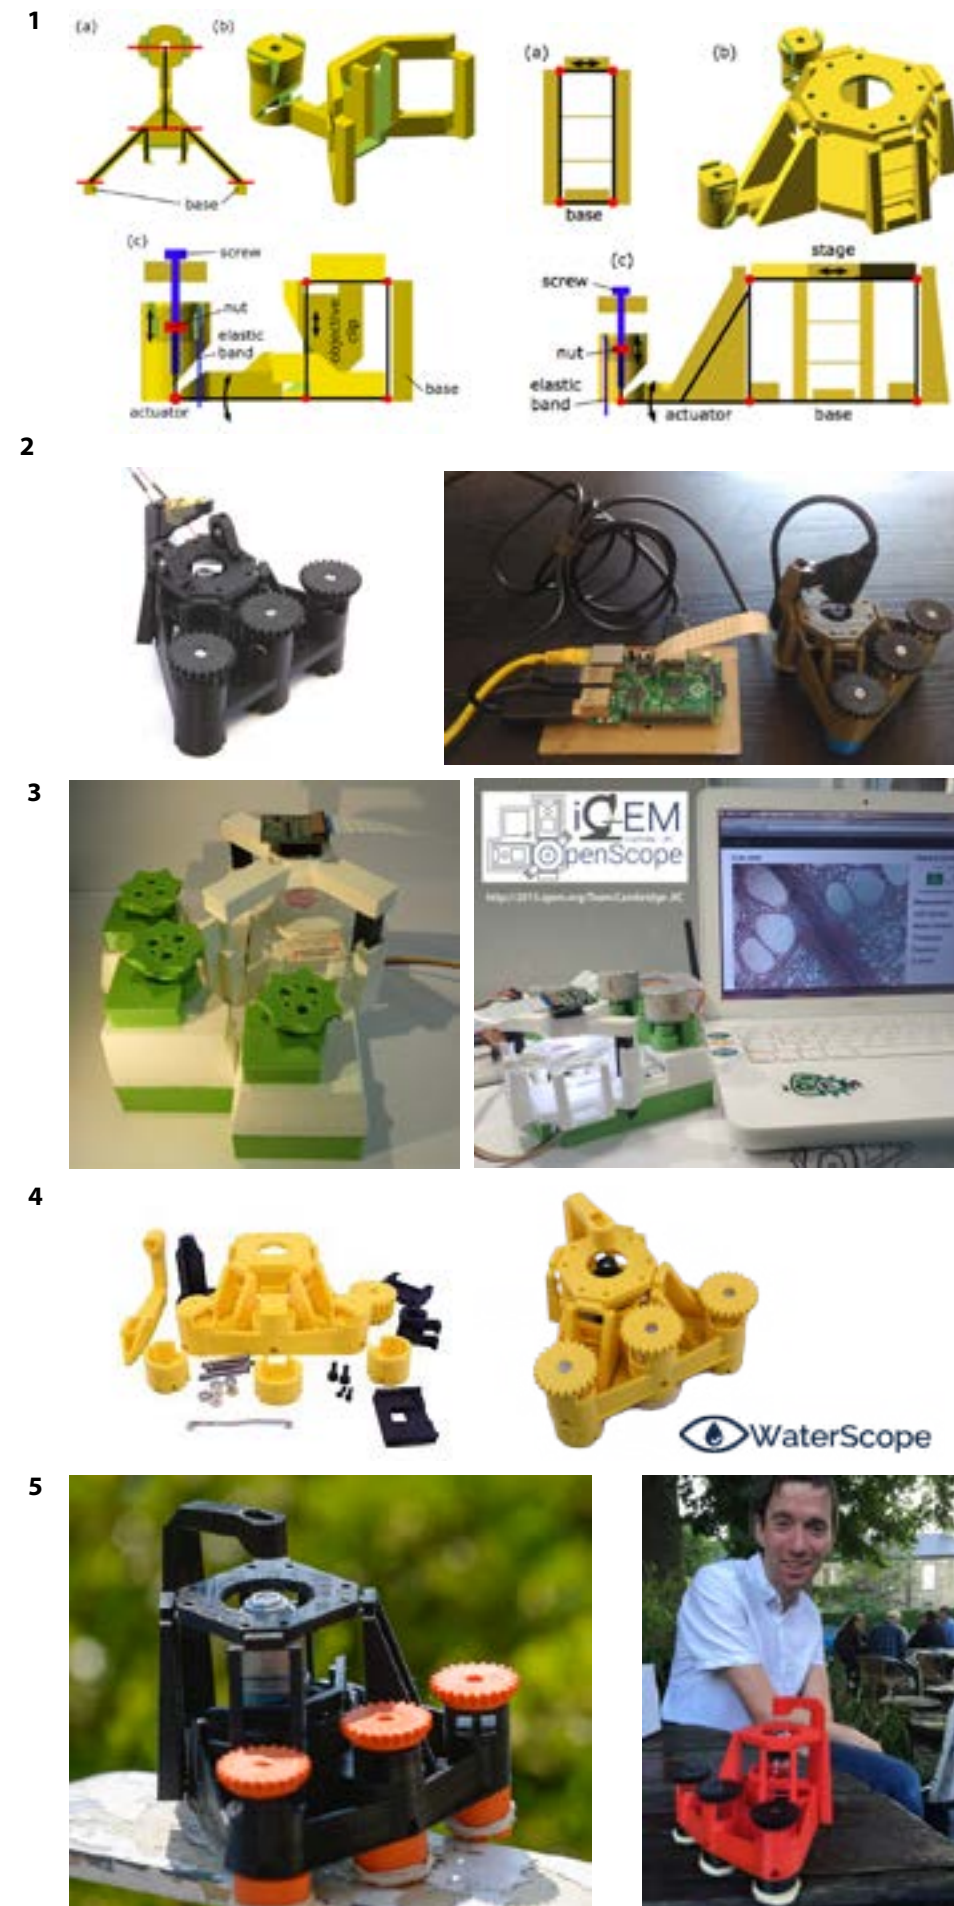 1
(a)
(b)
base
(c)
screw
nut
elastic
band
objective
clip
actuator
base
(a)
(b)
base
(c)
stage
screw
nut
elastic
band
actuator
base
2
3
iGEM
OpenScope
4
WaterScope
5